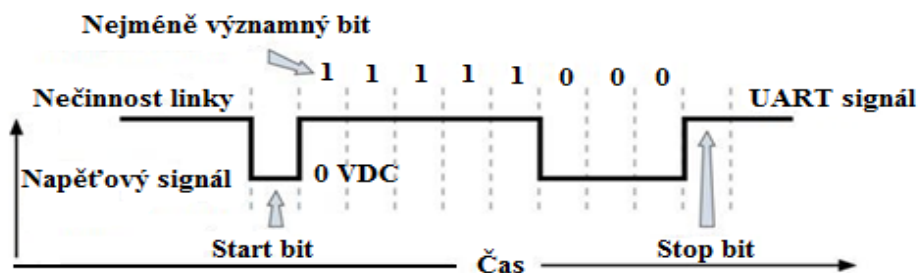 Nejméně významný bit
1 1 1 1 1 0 0 0
Nečinnost linky
UART signál
Napěťový signál
0 VDC
Start bit
Stop bit
Čas